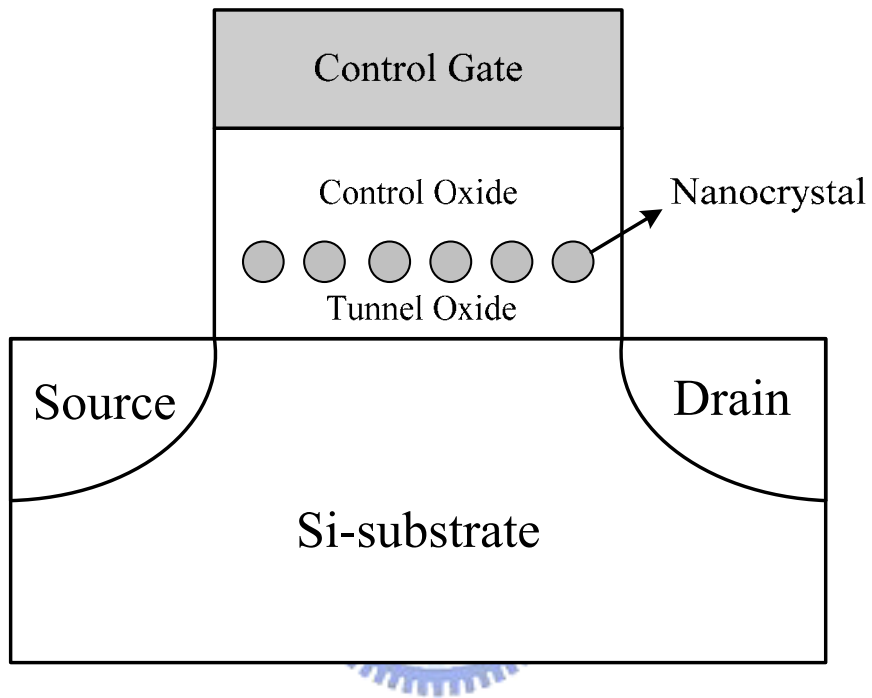 Control Gate
Control Oxide
Nanocrystal
Tunnel Oxide
Source
Drain
Si-substrate